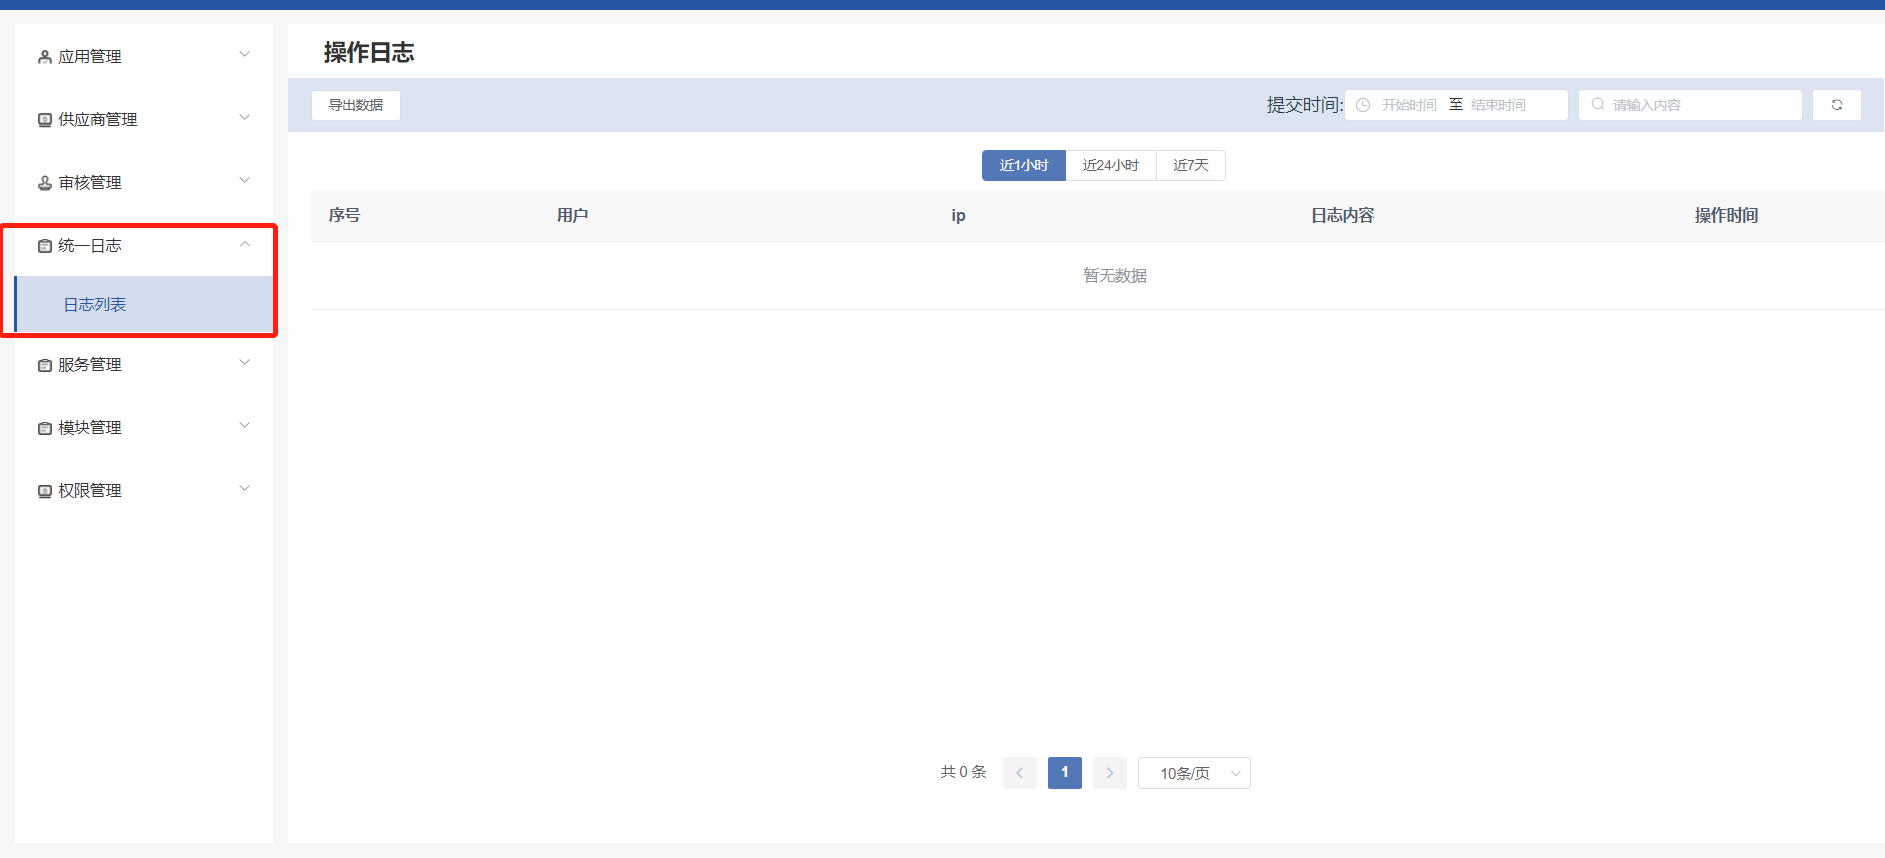 应用管理
供应商管理
审核管理
统一日志
日志列表
服务管理
模块管理
权限管理
操作日志
导出数据
提交时间: 开始时间 至 结束时间 请输入内容
近1小时 近24小时 近7天
序号 用户 ip 日志内容 操作时间
暂无数据
共 0 条 1 10条/页